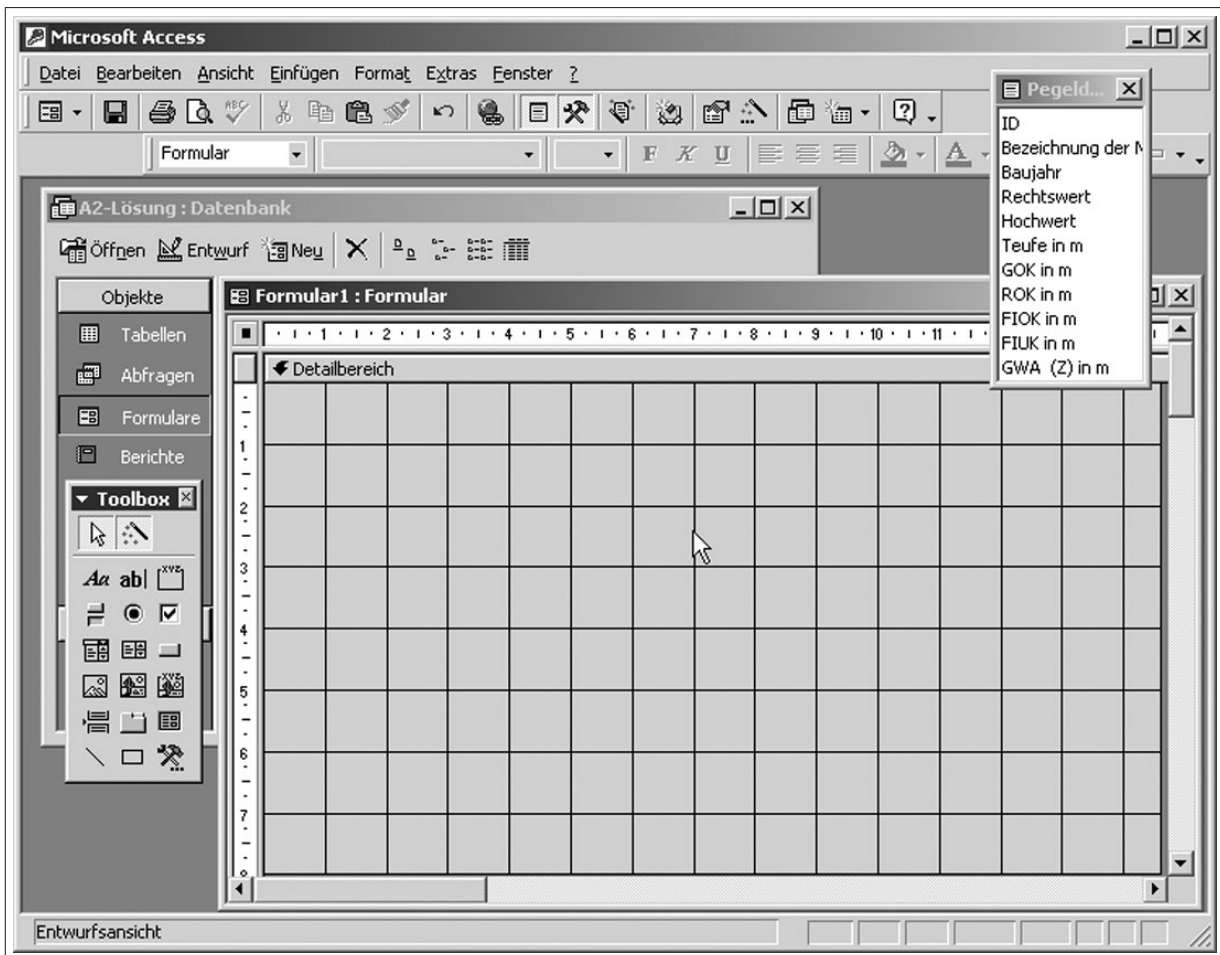 Microsoft Access
Datei Bearbeiten Ansicht Einfügen Format Extras Fenster ?
Formular
F K U
A
Pegeld...
ID
Bezeichnung der M
Baujahr
Rechtswert
Hochwert
Teufe in m
GOK in m
ROK in m
FIOK in m
FIUK in m
GWA (Z) in m
A2-Lösung : Datenbank
Öffnen Entwurf Neu
Objekte
Tabellen
Abfragen
Formulare
Berichte
Toolbox
Aa ab| XYZ
Formular1 : Formular
1 2 3 4 5 6 7 8 9 10 11
Detailbereich
1
2
3
4
5
6
7
Entwurfsansicht